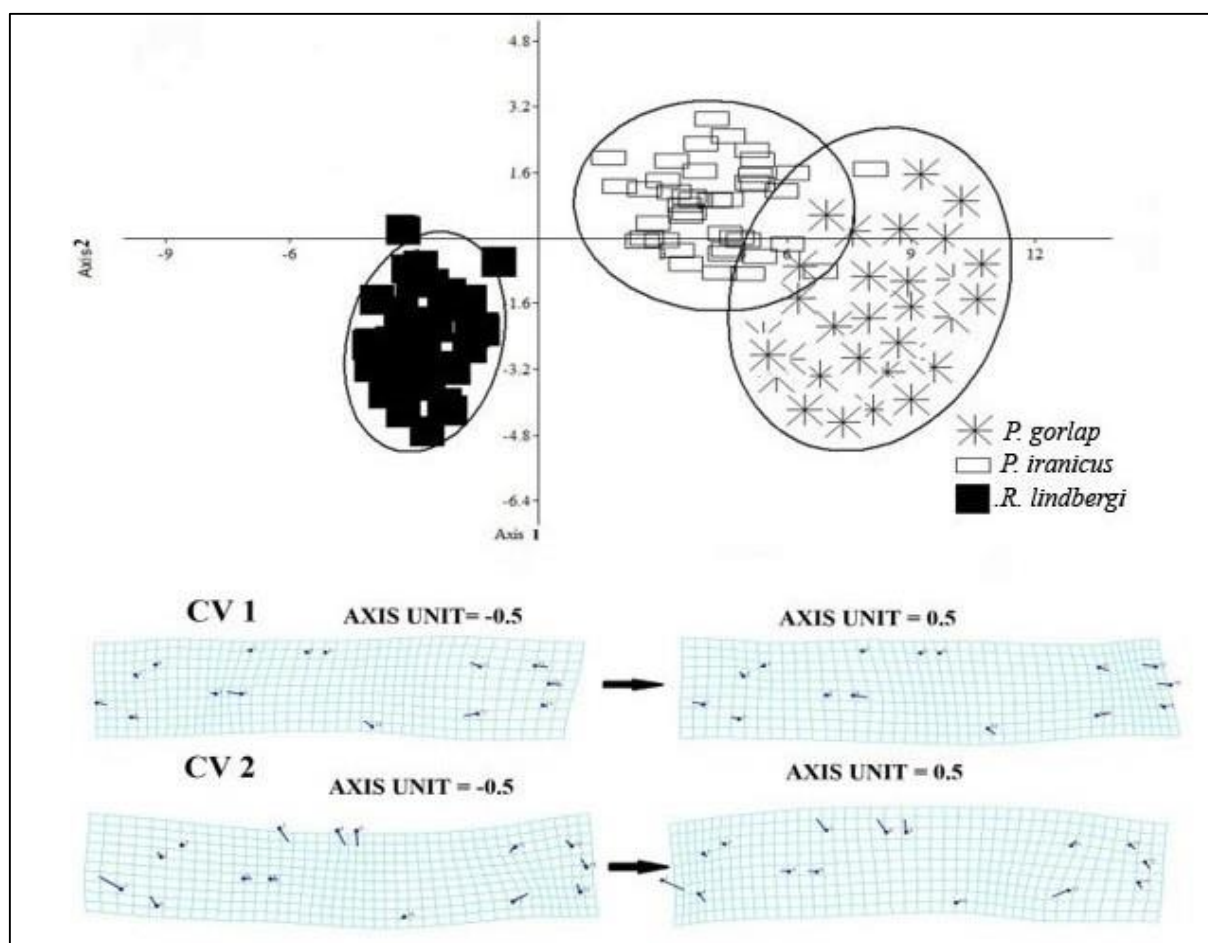 4.8
3.2
1.6
-9 -6 6 9 12
Axis2
-1.6
-3.2
-4.8
-6.4
Axis 1
P. gorlap
P. iranicus
.R. lindbergi
CV 1 AXIS UNIT= -0.5 AXIS UNIT = 0.5
CV 2 AXIS UNIT = -0.5 AXIS UNIT = 0.5